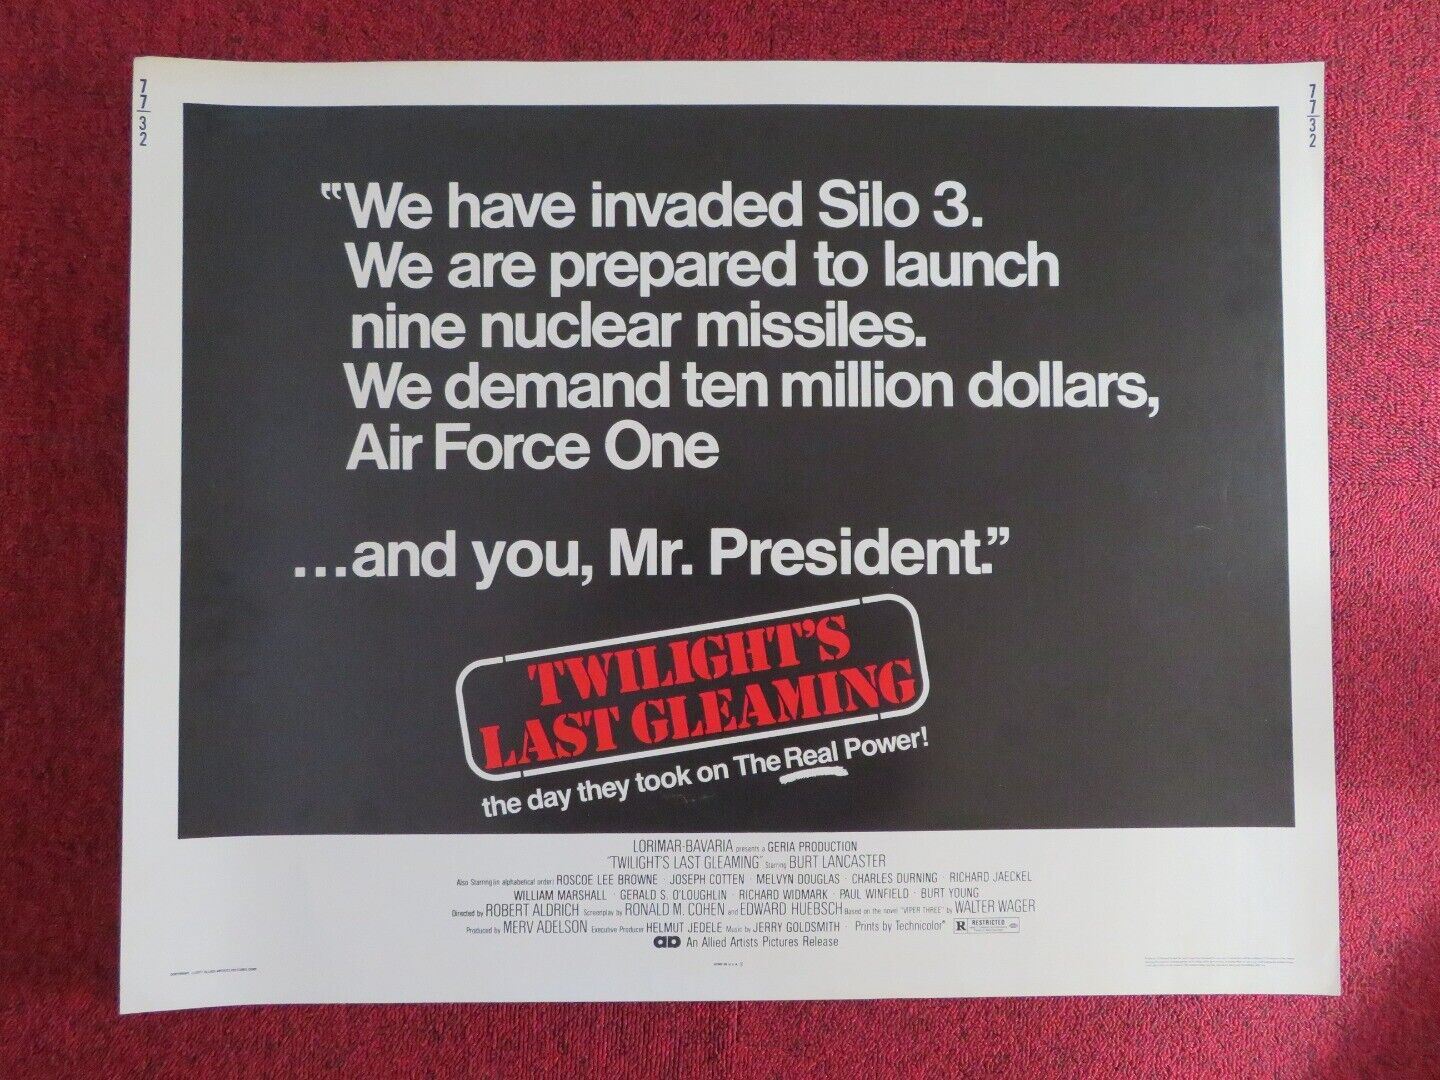 77/32
77/32
“We have invaded Silo 3.
We are prepared to launch
nine nuclear missiles.
We demand ten million dollars,
Air Force One
...and you, Mr. President.”
TWILIGHT'S
LAST GLEAMING
the day they took on The Real Power!
LORIMAR-BAVARIA presents a GERIA PRODUCTION
"TWILIGHT'S LAST GLEAMING" Starring BURT LANCASTER
Also Starring (in alphabetical order) ROSCOE LEE BROWNE · JOSEPH COTTEN · MELVYN DOUGLAS · CHARLES DURNING · RICHARD JAECKEL
WILLIAM MARSHALL · GERALD S. O'LOUGHLIN · RICHARD WIDMARK · PAUL WINFIELD · BURT YOUNG
Directed by ROBERT ALDRICH Screenplay by RONALD M. COHEN and EDWARD HUEBSCH Based on the novel "VIPER THREE" by WALTER WAGER
Produced by MERV ADELSON Executive Producer HELMUT JEDELE Music by JERRY GOLDSMITH · Prints by Technicolor®
R RESTRICTED
An Allied Artists Pictures Release